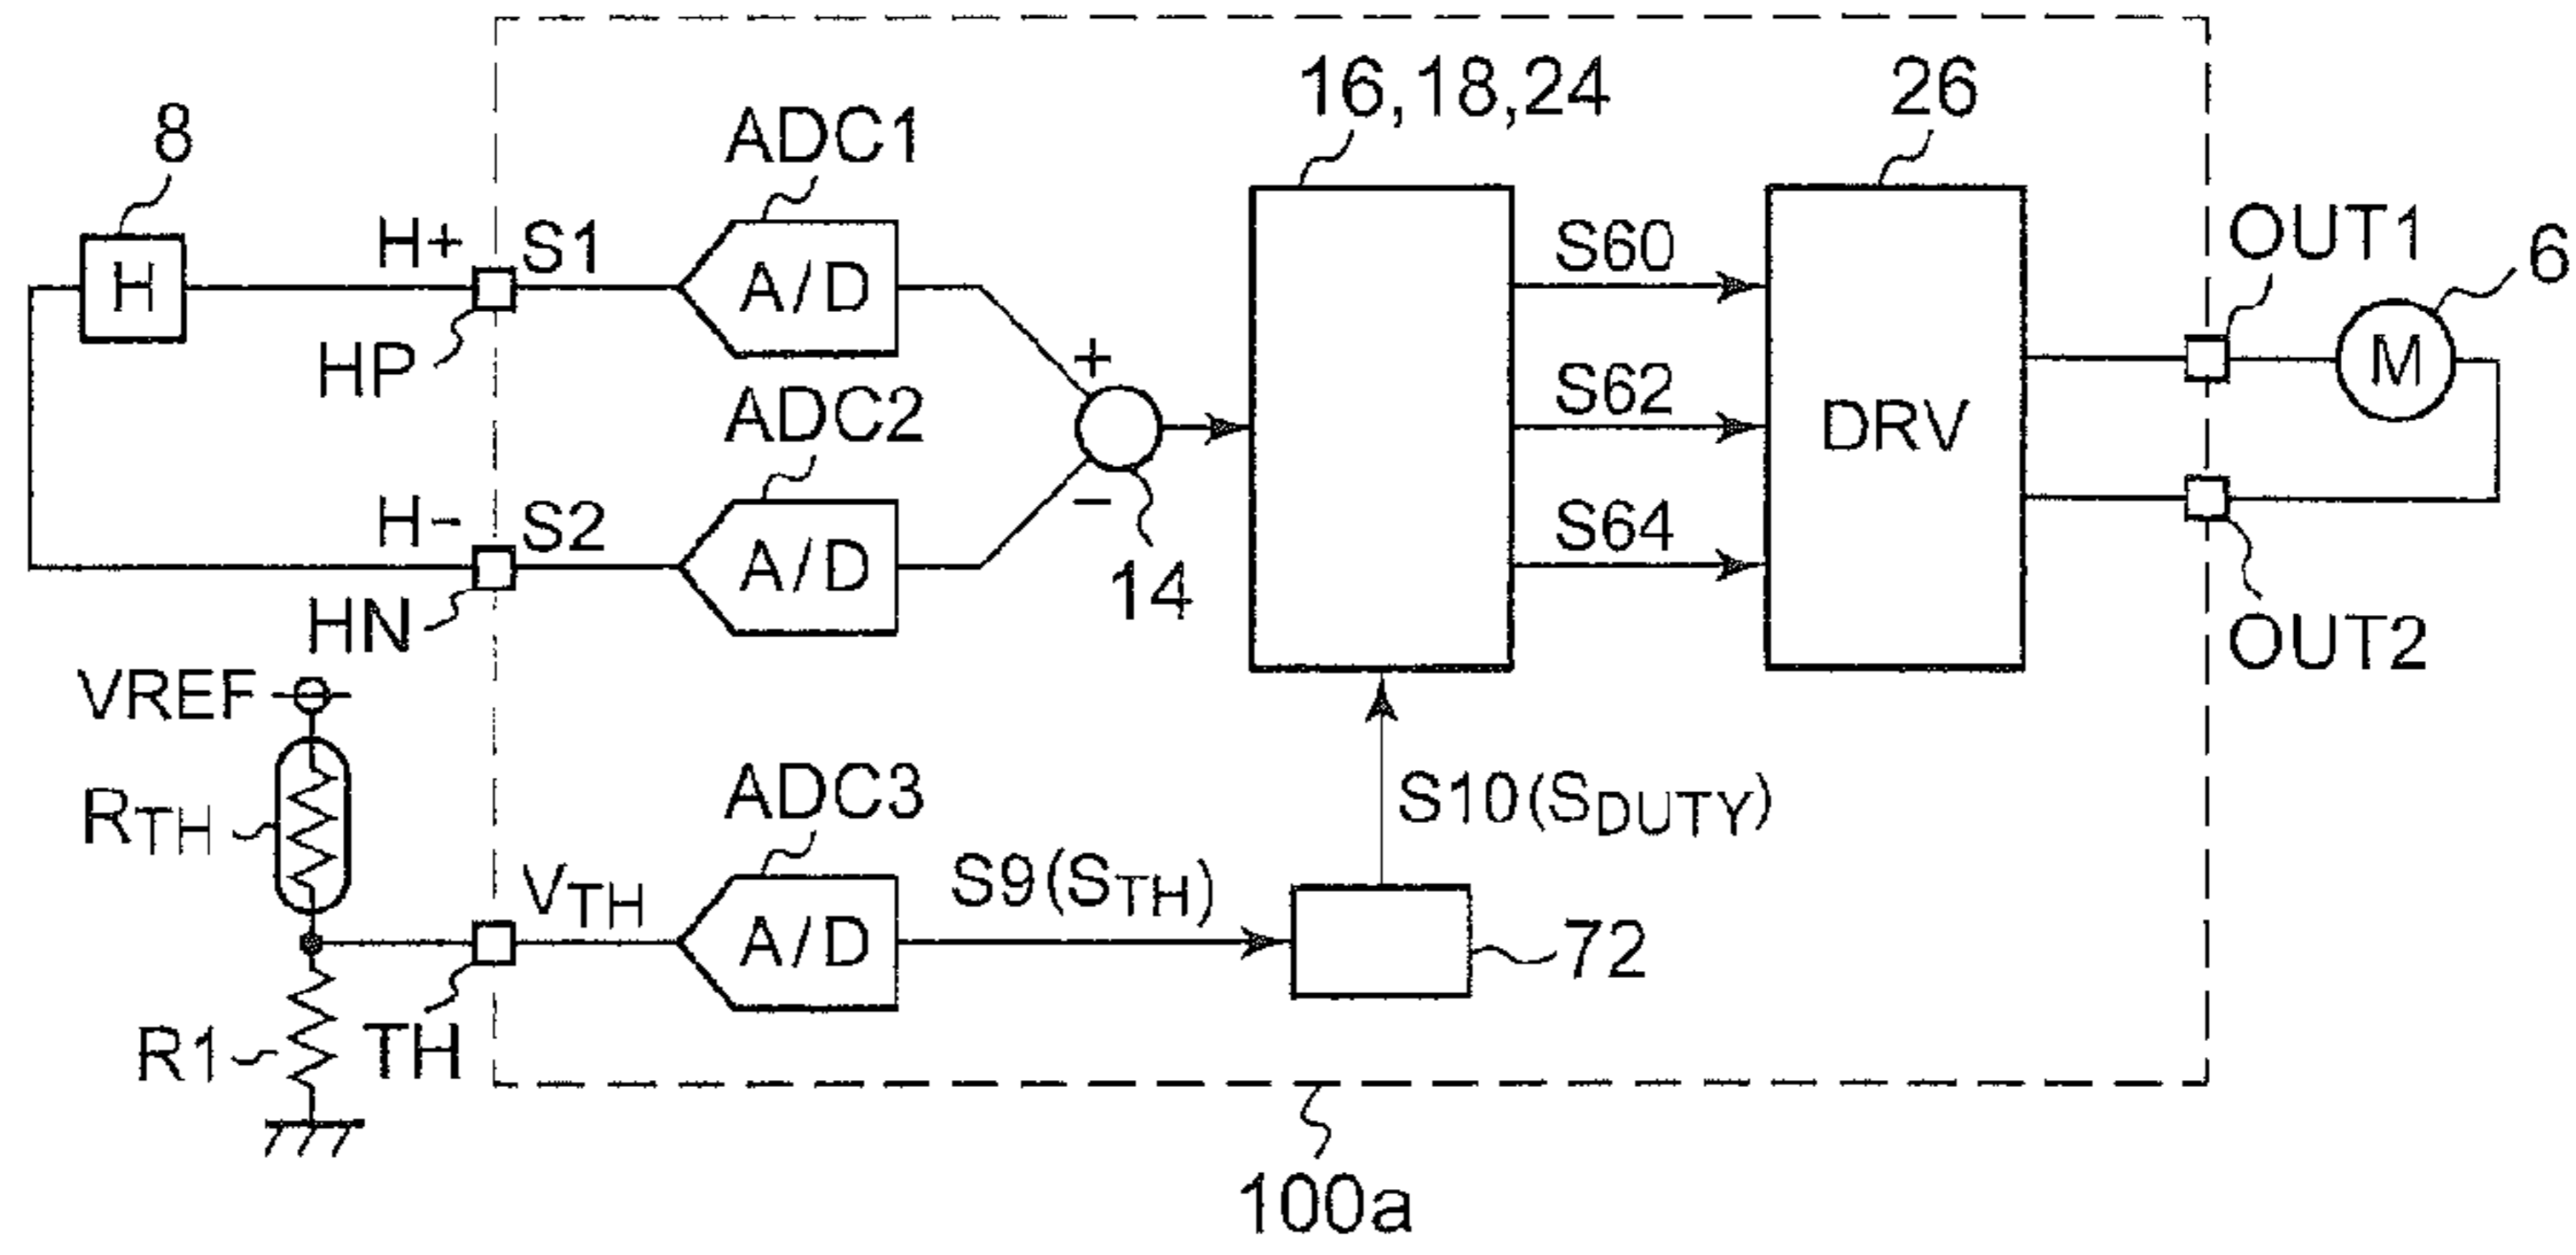 16,18,24
26
8
ADC1
H+
S1
H
A/D
HP
S60
OUT1
6
+
ADC2
S62
DRV
M
H-
S2
A/D
−
S64
14
HN
OUT2
VREF
RTH
ADC3
S10(SDUTY)
VTH
S9(STH)
A/D
72
R1
TH
100a